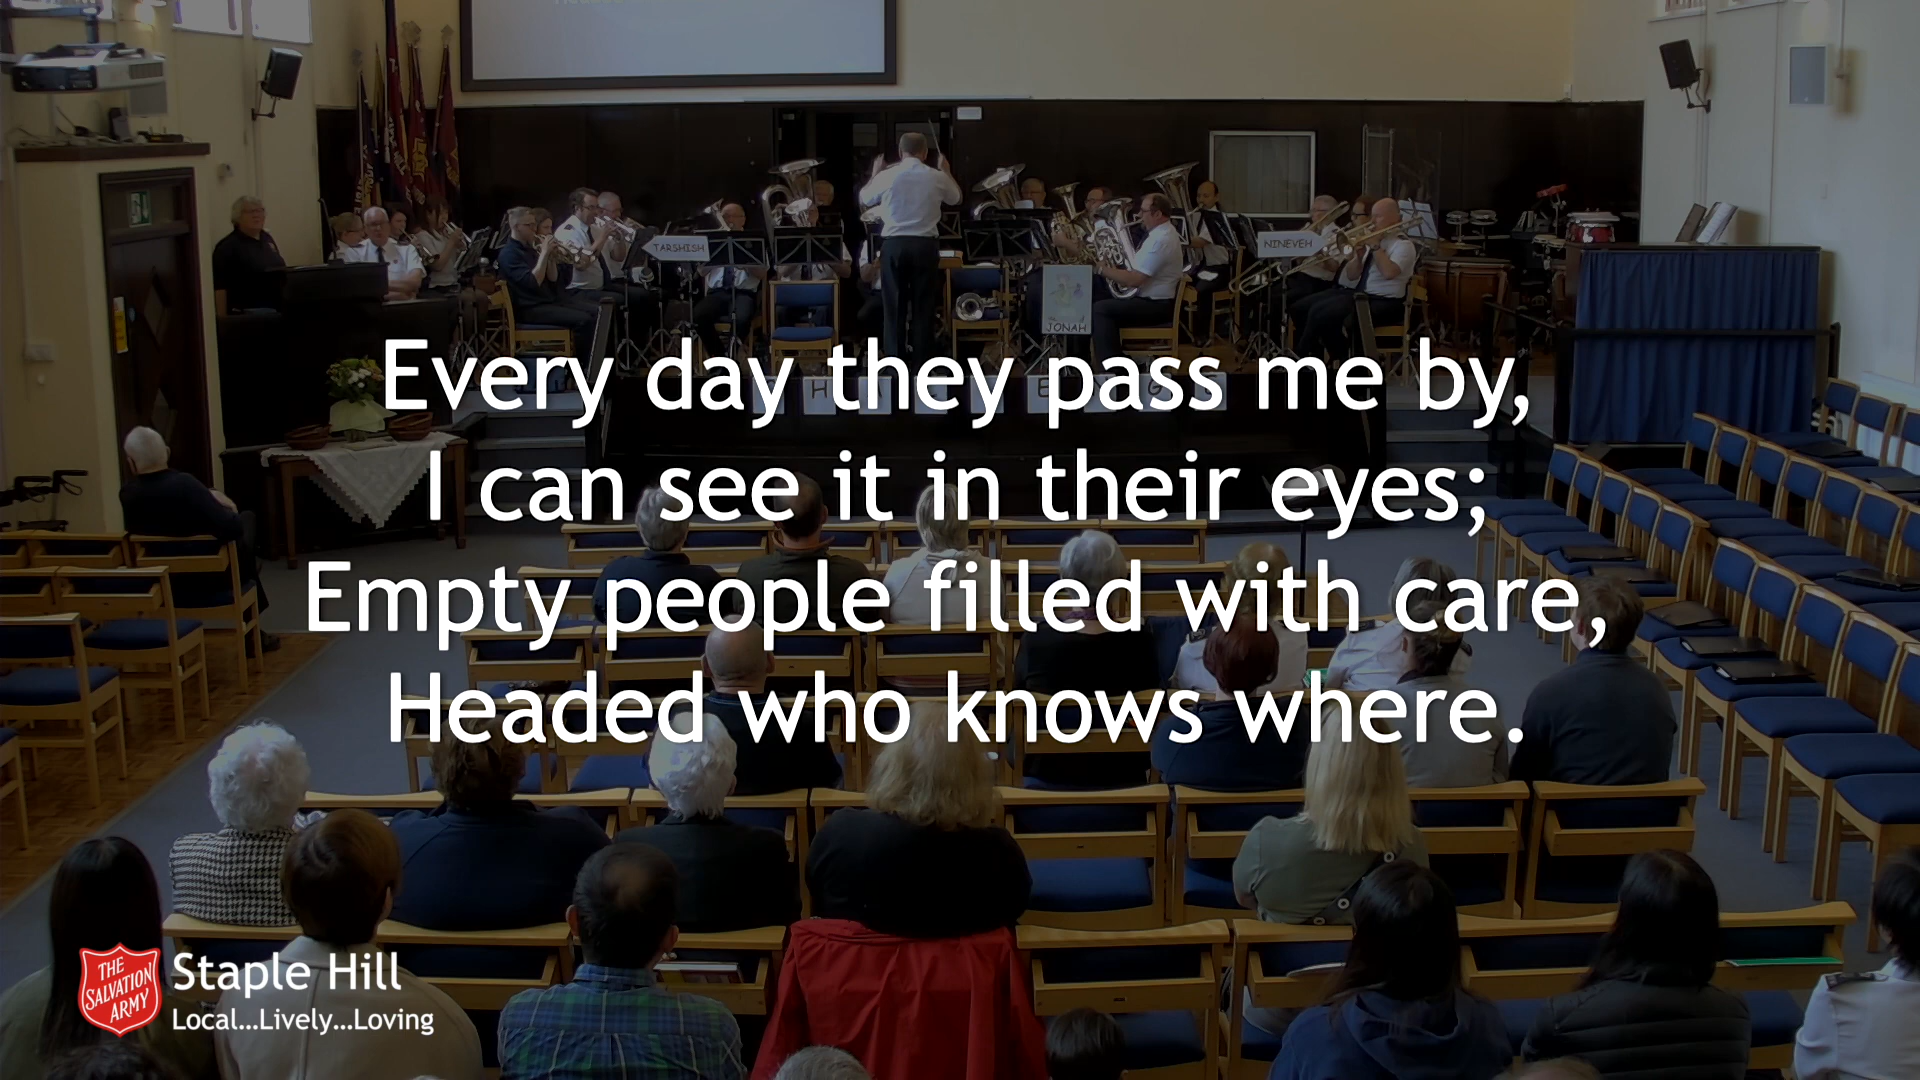 TARSHISH
NINEVEH
JONAH
Every day they pass me by,
I can see it in their eyes;
Empty people filled with care,
Headed who knows where.
THE
SALVATION
ARMY
Staple Hill
Local...Lively...Loving